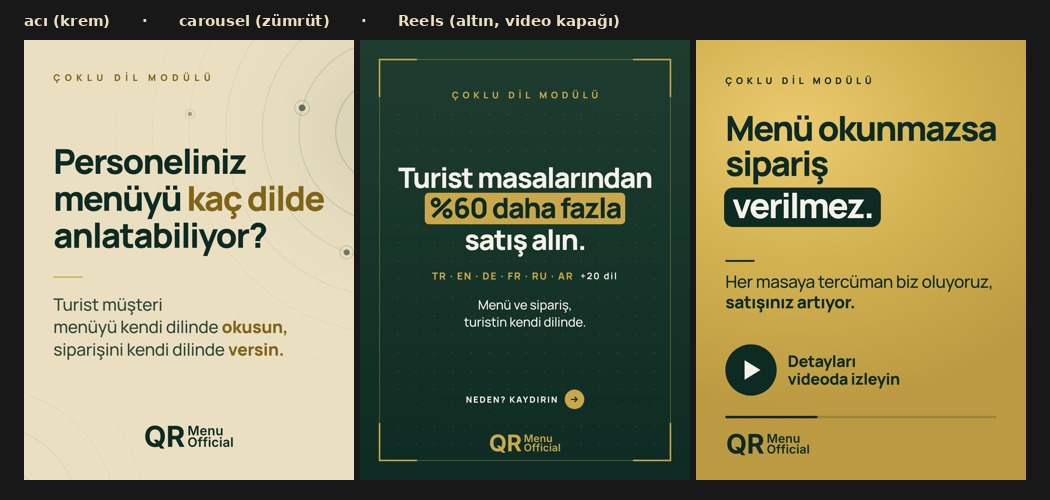 acı (krem) · carousel (zümrüt) · Reels (altın, video kapağı)
ÇOKLU DİL MODÜLÜ
Personeliniz
menüyü kaç dilde
anlatabiliyor?
Turist müşteri
menüyü kendi dilinde okusun,
siparişini kendi dilinde versin.
QR Menu
Official
ÇOKLU DİL MODÜLÜ
Turist masalarından
%60 daha fazla
satış alın.
TR · EN · DE · FR · RU · AR +20 dil
Menü ve sipariş,
turistin kendi dilinde.
NEDEN? KAYDIRIN
QR Menu
Official
ÇOKLU DİL MODÜLÜ
Menü okunmazsa
sipariş
verilmez.
Her masaya tercüman biz oluyoruz,
satışınız artıyor.
Detayları
videoda izleyin
QR Menu
Official